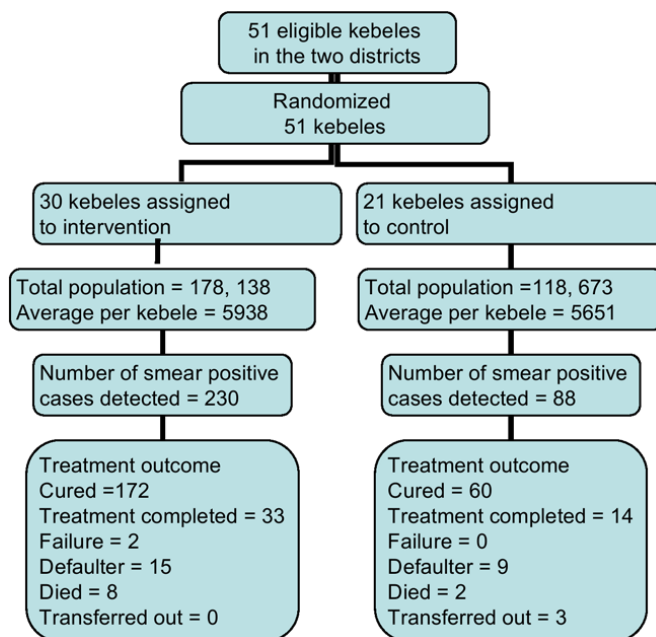 51 eligible kebeles
in the two districts
Randomized
51 kebeles
30 kebeles assigned
to intervention
21 kebeles assigned
to control
Total population = 178, 138
Average per kebele = 5938
Total population =118, 673
Average per kebele = 5651
Number of smear positive
cases detected = 230
Number of smear positive
cases detected = 88
Treatment outcome
Cured =172
Treatment completed = 33
Failure = 2
Defaulter = 15
Died = 8
Transferred out = 0
Treatment outcome
Cured = 60
Treatment completed = 14
Failure = 0
Defaulter = 9
Died = 2
Transferred out = 3